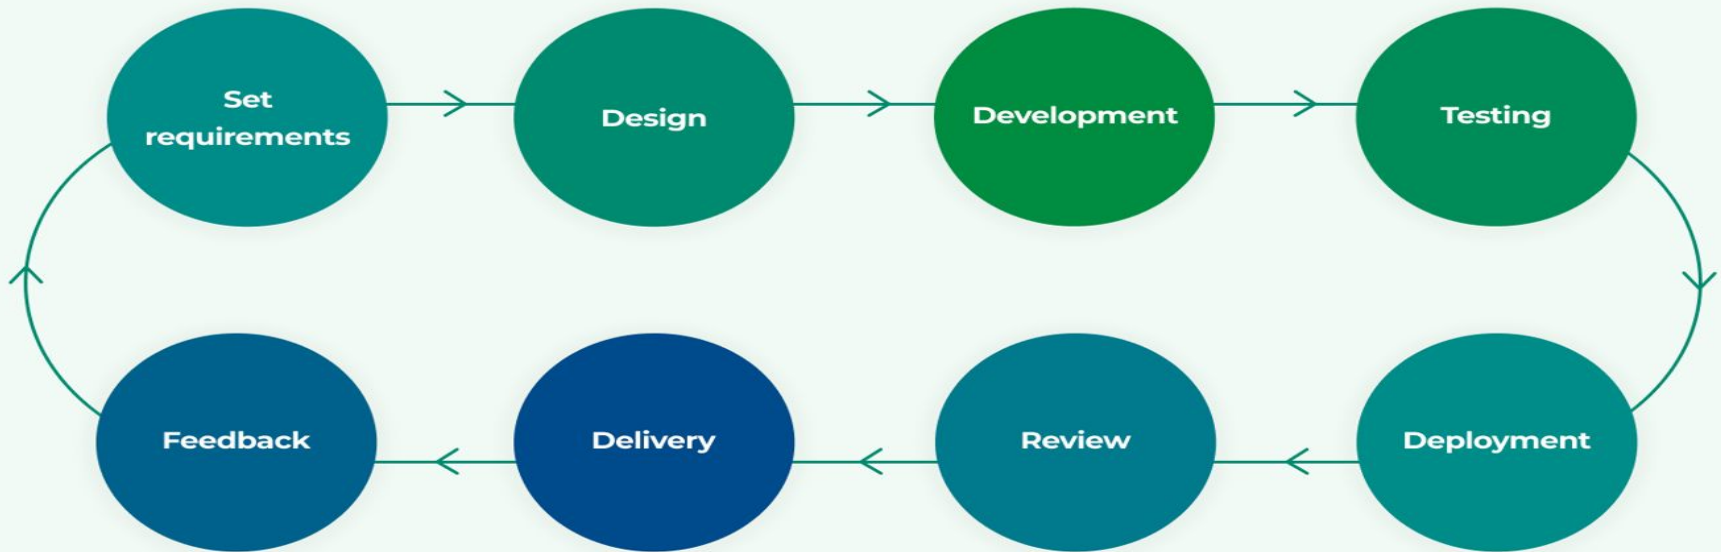 Set
requirements
Design
Development
Testing
Feedback
Delivery
Review
Deployment